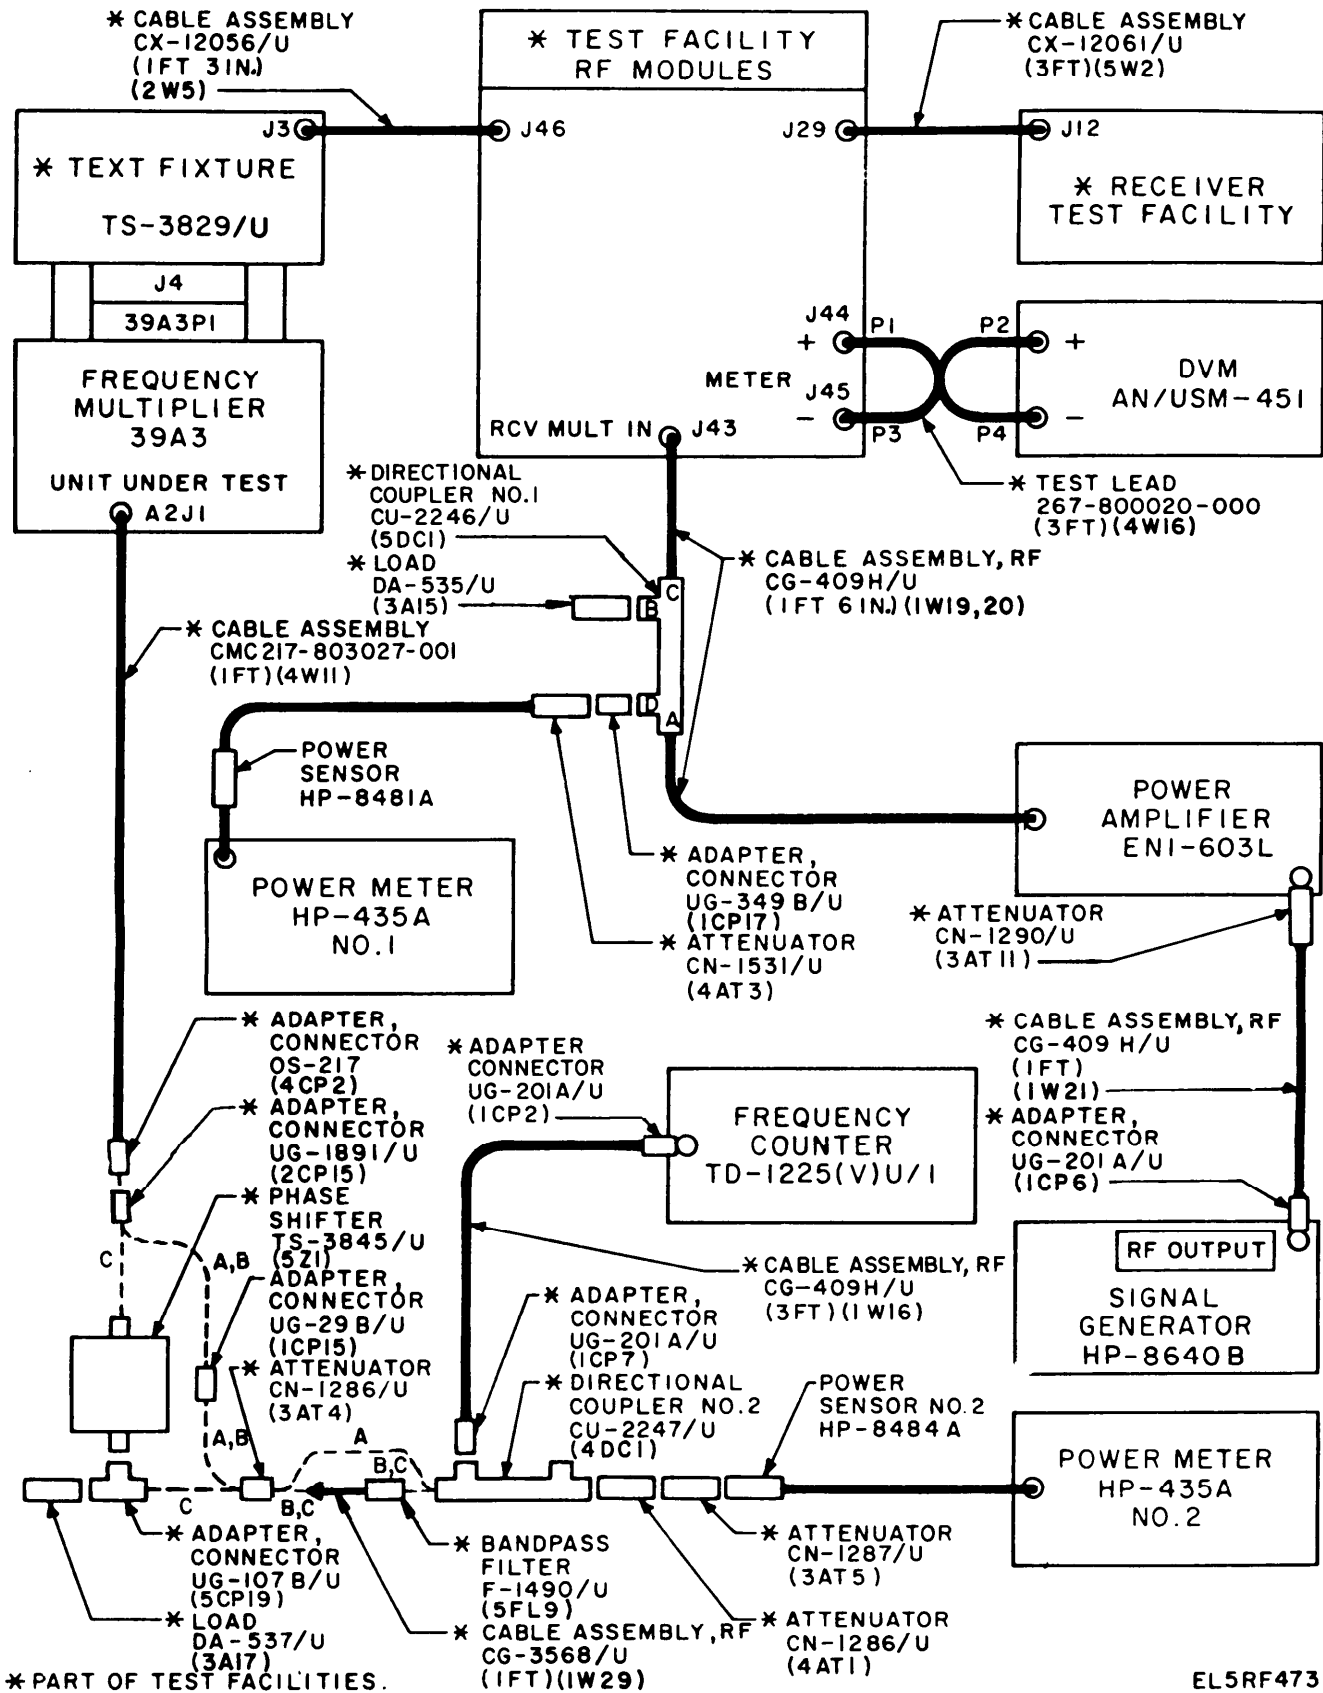 * CABLE ASSEMBLY
CX-12056/U
(1FT 3IN.)
(2W5)
* TEST FACILITY
RF MODULES
* CABLE ASSEMBLY
CX-12061/U
(3FT)(5W2)
J3
J46
J29
J12
* TEXT FIXTURE
TS-3829/U
* RECEIVER
TEST FACILITY
J4
39A3P1
FREQUENCY
MULTIPLIER
39A3
UNIT UNDER TEST
A2J1
J44
+
P1
P2
+
METER
J45
-
P3
P4
-
DVM
AN/USM-451
RCV MULT IN
J43
* TEST LEAD
267-800020-000
(3FT)(4W16)
* DIRECTIONAL
COUPLER NO.1
CU-2246/U
(5DC1)
* LOAD
DA-535/U
(3A15)
C
B
D
A
* CABLE ASSEMBLY, RF
CG-409H/U
(1FT 6IN.)(1W19,20)
* CABLE ASSEMBLY
CMC217-803027-001
(1FT)(4W11)
POWER
SENSOR
HP-8481A
POWER METER
HP-435A
NO.1
* ADAPTER,
CONNECTOR
UG-349B/U
(1CP17)
* ATTENUATOR
CN-1531/U
(4AT3)
POWER
AMPLIFIER
ENI-603L
* ATTENUATOR
CN-1290/U
(3AT11)
* CABLE ASSEMBLY, RF
CG-409 H/U
(1FT)
(1W21)
* ADAPTER,
CONNECTOR
UG-201A/U
(1CP6)
RF OUTPUT
SIGNAL
GENERATOR
HP-8640B
* ADAPTER,
CONNECTOR
OS-217
(4CP2)
* ADAPTER,
CONNECTOR
UG-1891/U
(2CP15)
* PHASE
SHIFTER
TS-3845/U
(5Z1)
* ADAPTER
CONNECTOR
UG-201A/U
(1CP2)
FREQUENCY
COUNTER
TD-1225(V)U/1
* CABLE ASSEMBLY, RF
CG-409H/U
(3FT)(1W16)
C
A,B
ADAPTER,
CONNECTOR
UG-29B/U
(1CP15)
* ATTENUATOR
CN-1286/U
(3AT4)
A,B
* ADAPTER,
CONNECTOR
UG-201A/U
(1CP7)
* DIRECTIONAL
COUPLER NO.2
CU-2247/U
(4DC1)
POWER
SENSOR NO.2
HP-8484A
POWER METER
HP-435A
NO.2
A
B,C
C
B,C
* ADAPTER,
CONNECTOR
UG-107B/U
(5CP19)
* LOAD
DA-537/U
(3A17)
* BANDPASS
FILTER
F-1490/U
(5FL9)
* CABLE ASSEMBLY, RF
CG-3568/U
(1FT)(1W29)
* ATTENUATOR
CN-1287/U
(3AT5)
* ATTENUATOR
CN-1286/U
(4AT1)
* PART OF TEST FACILITIES.
EL5RF473